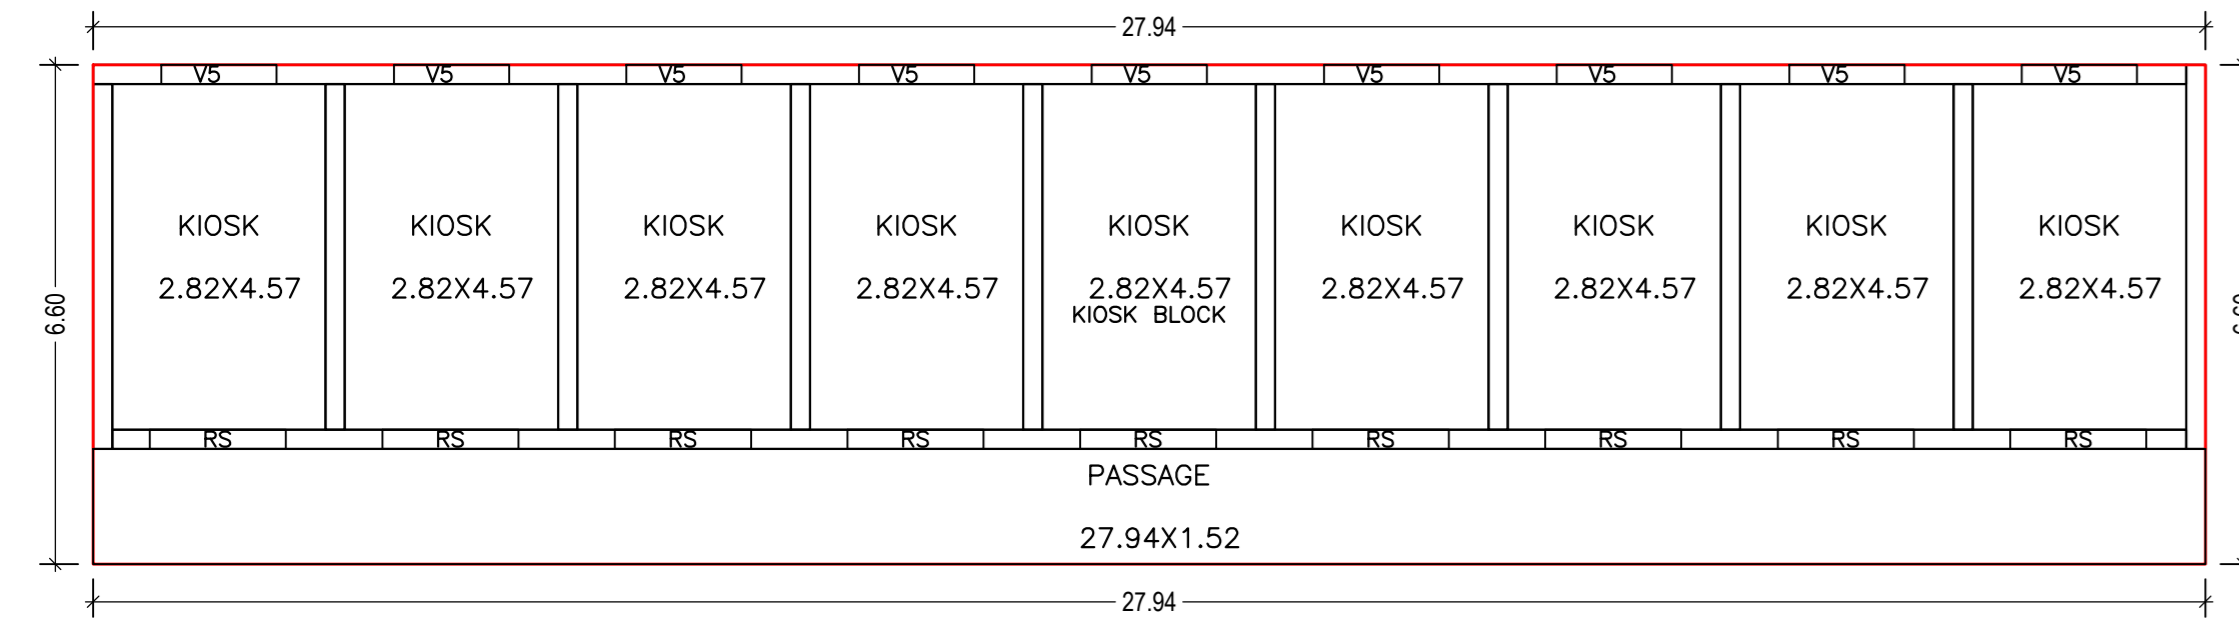 27.94
V5 V5 V5 V5 V5 V5 V5 V5 V5
KIOSK KIOSK KIOSK KIOSK KIOSK KIOSK KIOSK KIOSK KIOSK
2.82X4.57 2.82X4.57 2.82X4.57 2.82X4.57 2.82X4.57 2.82X4.57 2.82X4.57 2.82X4.57 2.82X4.57
6.60
KIOSK BLOCK
RS RS RS RS RS RS RS RS RS
PASSAGE
27.94X1.52
27.94